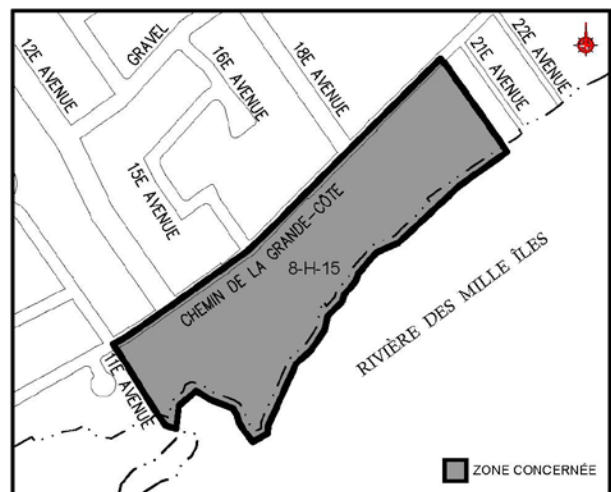 12E AVENUE
GRAVEL
16E AVENUE
18E AVENUE
22E AVENUE
21E AVENUE
15E AVENUE
CHEMIN DE LA GRANDE-CÔTE
8-H-15
RIVIÈRE DES MILLE ÎLES
11E AVENUE
ZONE CONCERNÉE